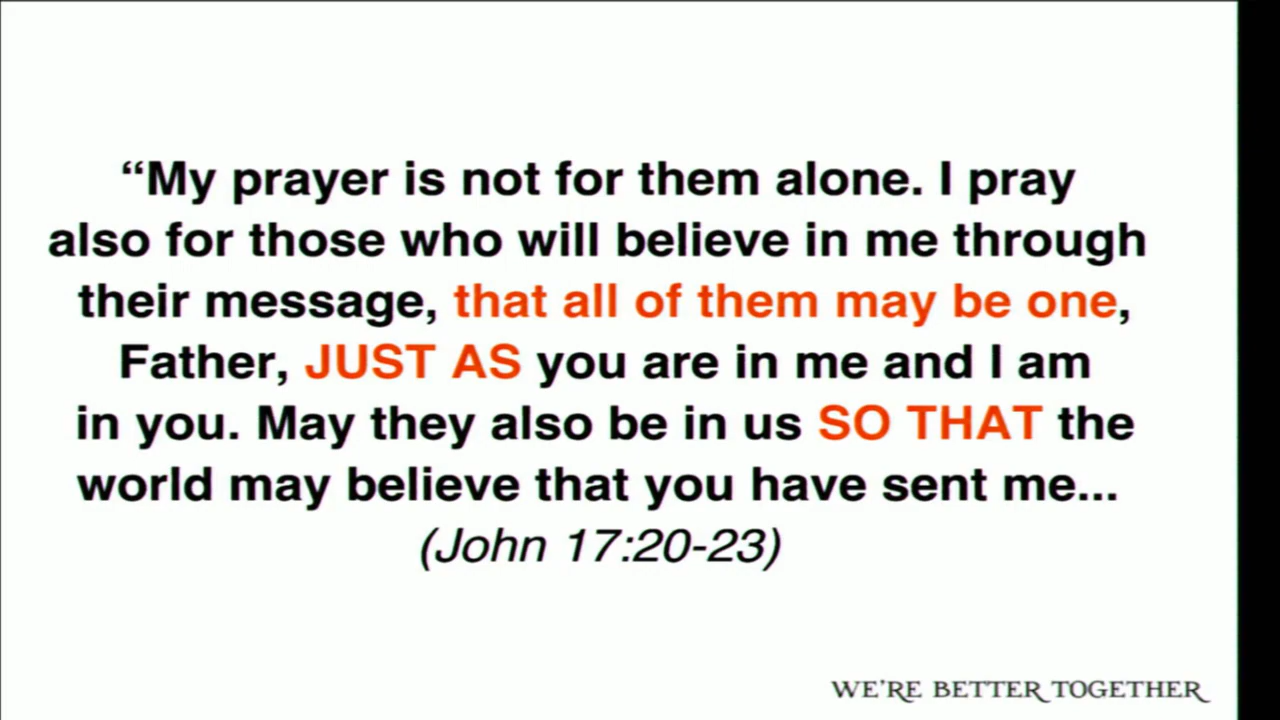 “My prayer is not for them alone. I pray
also for those who will believe in me through
their message, that all of them may be one,
Father, JUST AS you are in me and I am
in you. May they also be in us SO THAT the
world may believe that you have sent me...
(John 17:20-23)
WE'RE BETTER TOGETHER